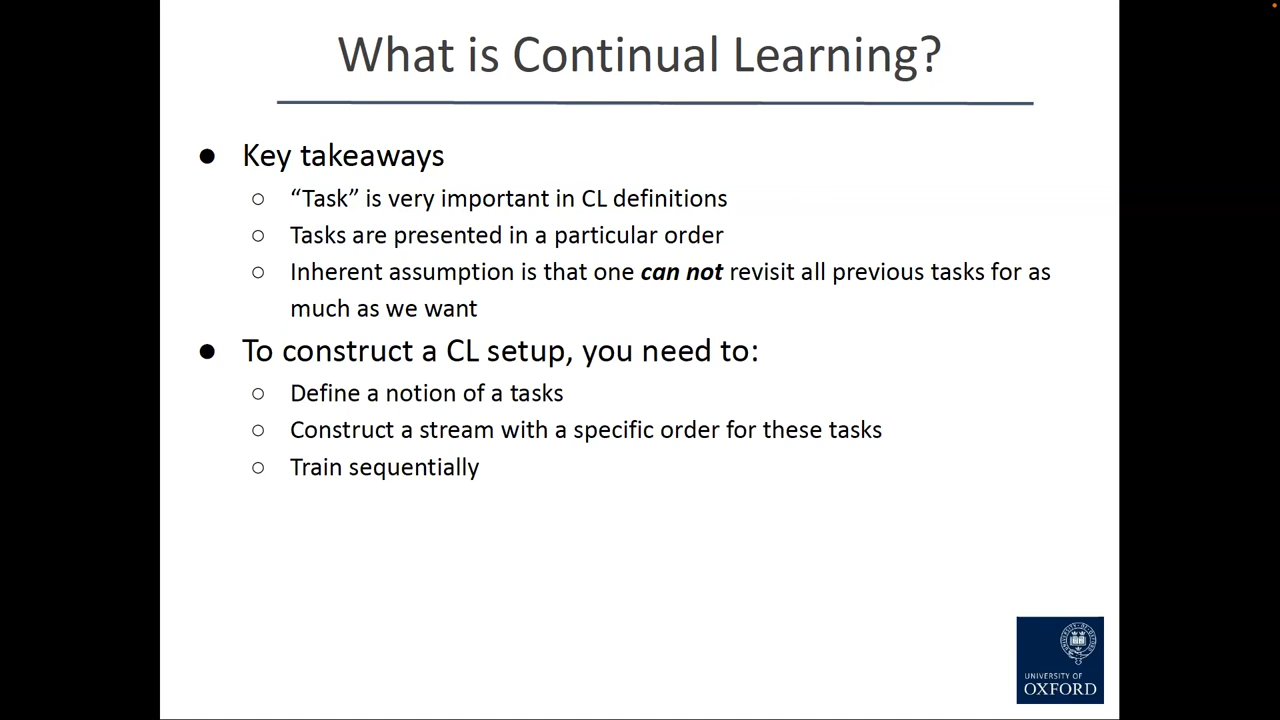 What is Continual Learning?
● Key takeaways
○ “Task” is very important in CL definitions
○ Tasks are presented in a particular order
○ Inherent assumption is that one can not revisit all previous tasks for as
much as we want
● To construct a CL setup, you need to:
○ Define a notion of a tasks
○ Construct a stream with a specific order for these tasks
○ Train sequentially
UNIVERSITY OF
OXFORD